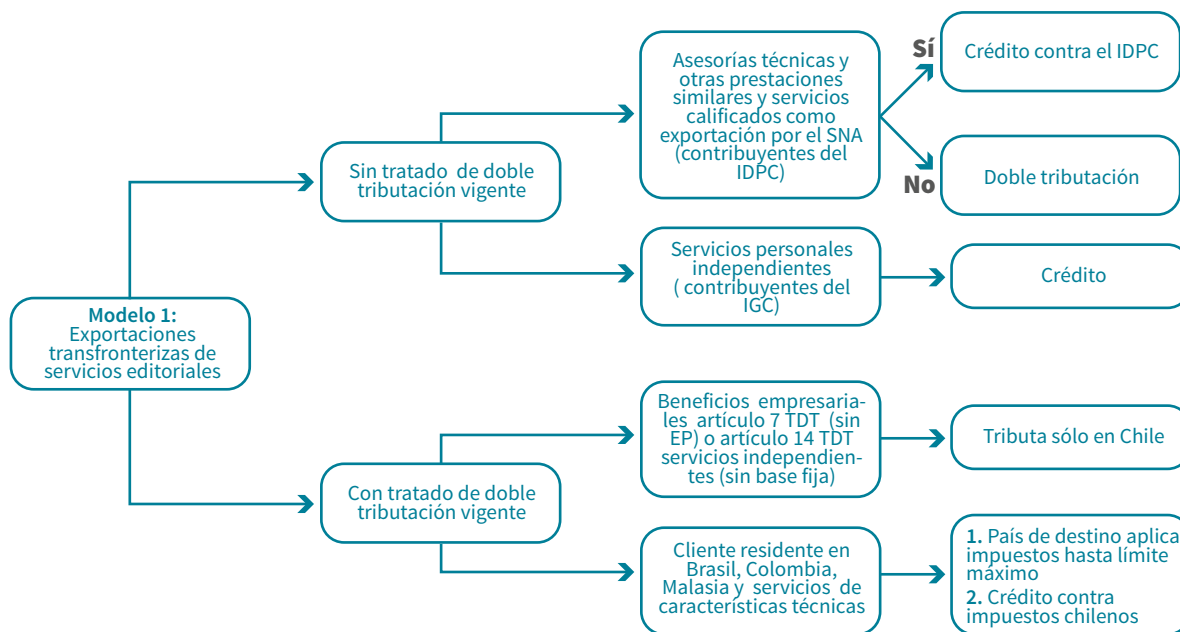 Modelo 1:
Exportaciones
transfronterizas de
servicios editoriales
Sin tratado de doble
tributación vigente
Asesorías técnicas y
otras prestaciones
similares y servicios
calificados como
exportación por el SNA
(contribuyentes del
IDPC)
Sí
Crédito contra el IDPC
No
Doble tributación
Servicios personales
independientes
( contribuyentes del
IGC)
Crédito
Con tratado de doble
tributación vigente
Beneficios empresaria-
les artículo 7 TDT (sin
EP) o artículo 14 TDT
servicios independien-
tes (sin base fija)
Tributa sólo en Chile
Cliente residente en
Brasil, Colombia,
Malasia y servicios de
características técnicas
1. País de destino aplica
impuestos hasta límite
máximo
2. Crédito contra
impuestos chilenos